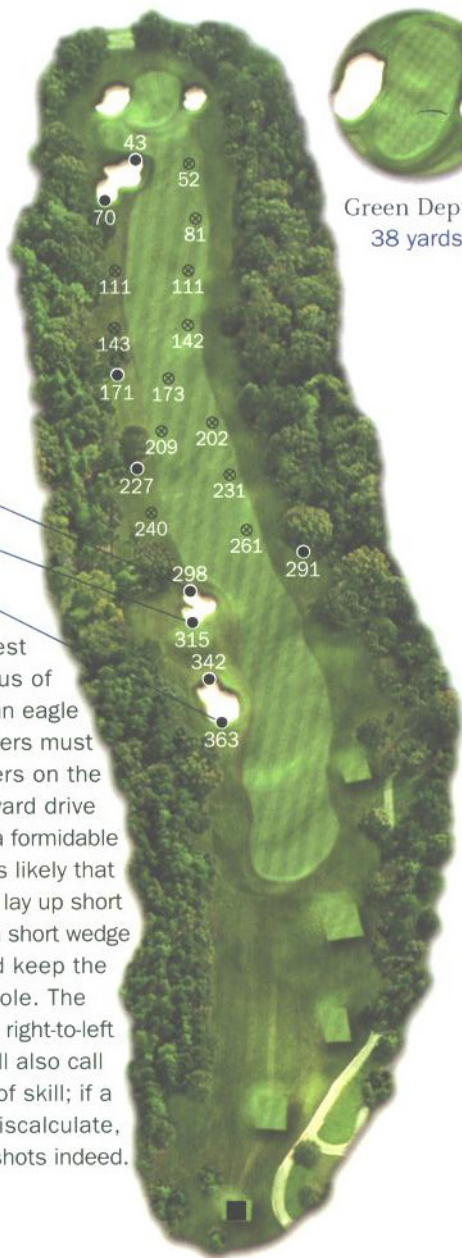 Green Dep
38 yards
43
52
70
81
111
111
143
142
171
173
209
202
227
231
240
261
291
298
315
342
363
est
us of
n eagle
ers must
ers on the
yard drive
a formidable
s likely that
lay up short
short wedge
d keep the
ole. The
right-to-left
ll also call
of skill; if a
iscalculate,
shots indeed.